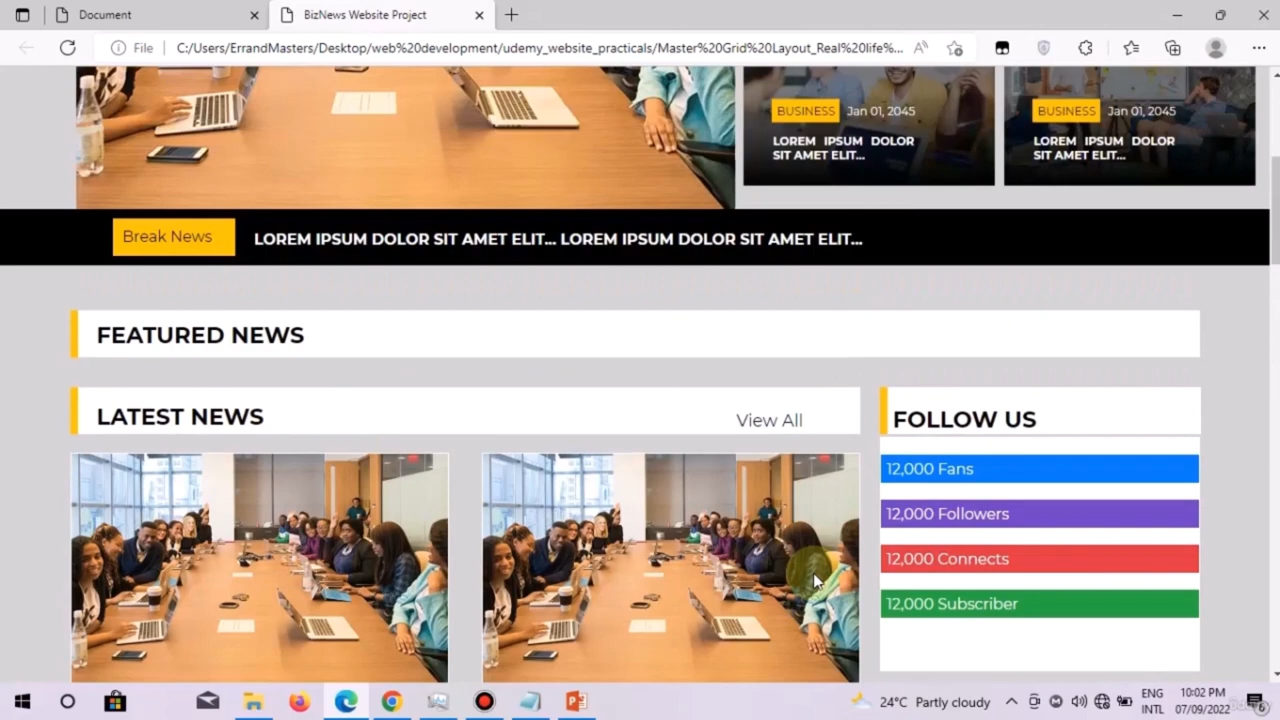 Document
BizNews Website Project
File
C:/Users/ErrandMasters/Desktop/web%20development/udemy_website_practicals/Master%20Grid%20Layout_Real%20life%...
BUSINESS Jan 01, 2045
LOREM IPSUM DOLOR
SIT AMET ELIT...
BUSINESS Jan 01, 2045
LOREM IPSUM DOLOR
SIT AMET ELIT...
Break News
LOREM IPSUM DOLOR SIT AMET ELIT... LOREM IPSUM DOLOR SIT AMET ELIT...
FEATURED NEWS
LATEST NEWS
View All
FOLLOW US
12,000 Fans
12,000 Followers
12,000 Connects
12,000 Subscriber
24°C Partly cloudy
ENG
INTL
10:02 PM
07/09/2022